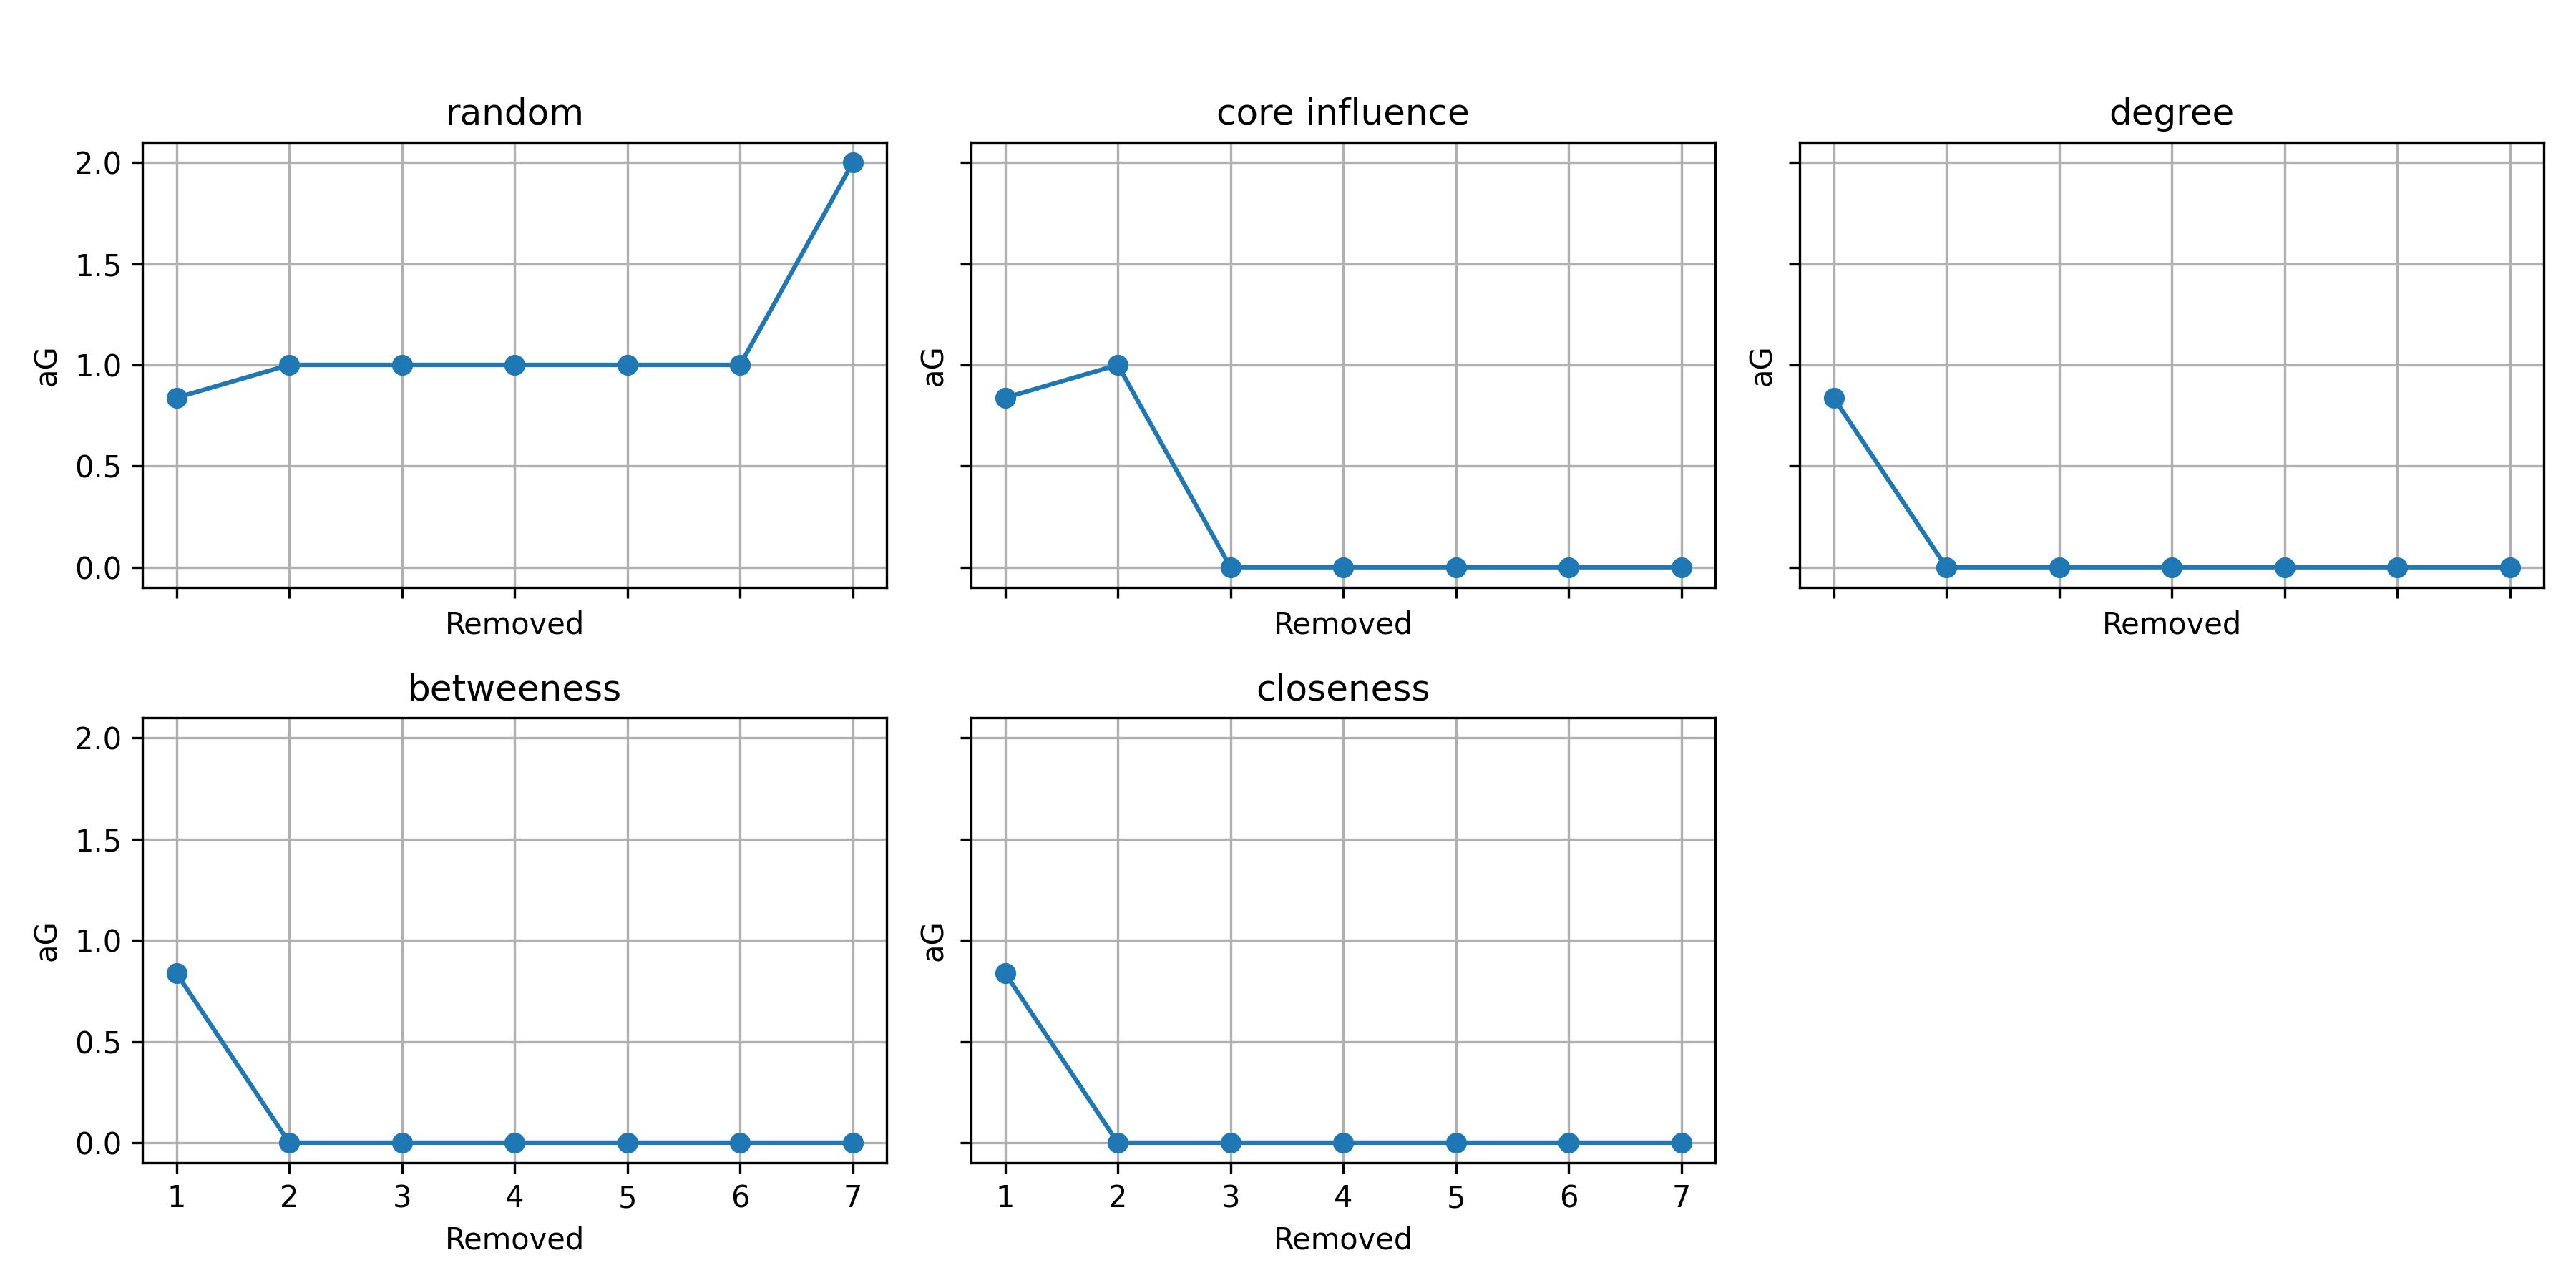 random
2.0
1.5
1.0
0.5
0.0
aG
Removed
core influence
aG
Removed
degree
aG
Removed
betweeness
2.0
1.5
1.0
0.5
0.0
aG
1 2 3 4 5 6 7
Removed
closeness
aG
1 2 3 4 5 6 7
Removed